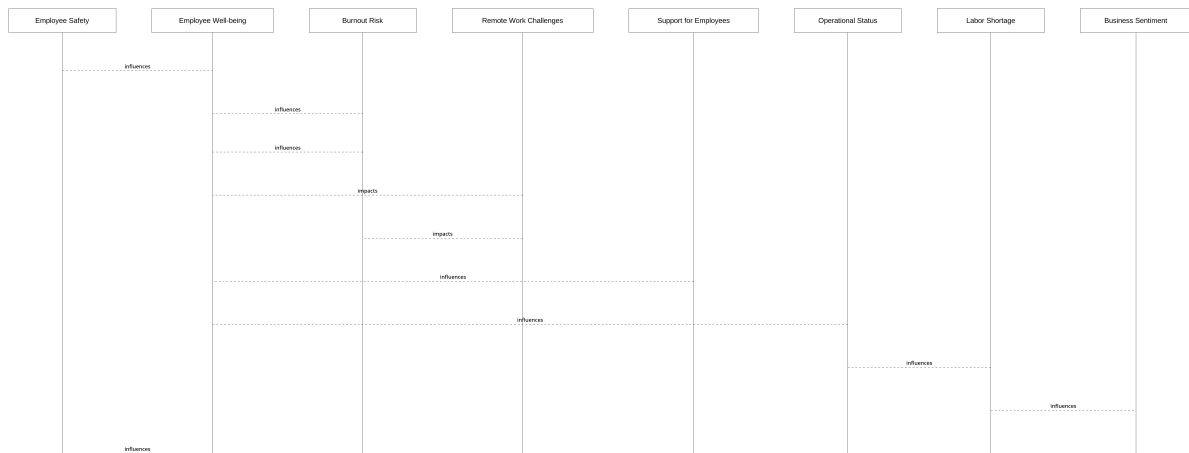 Employee Safety
Employee Well-being
Burnout Risk
Remote Work Challenges
Support for Employees
Operational Status
Labor Shortage
Business Sentiment
influences
influences
influences
impacts
impacts
influences
influences
influences
influences
influences